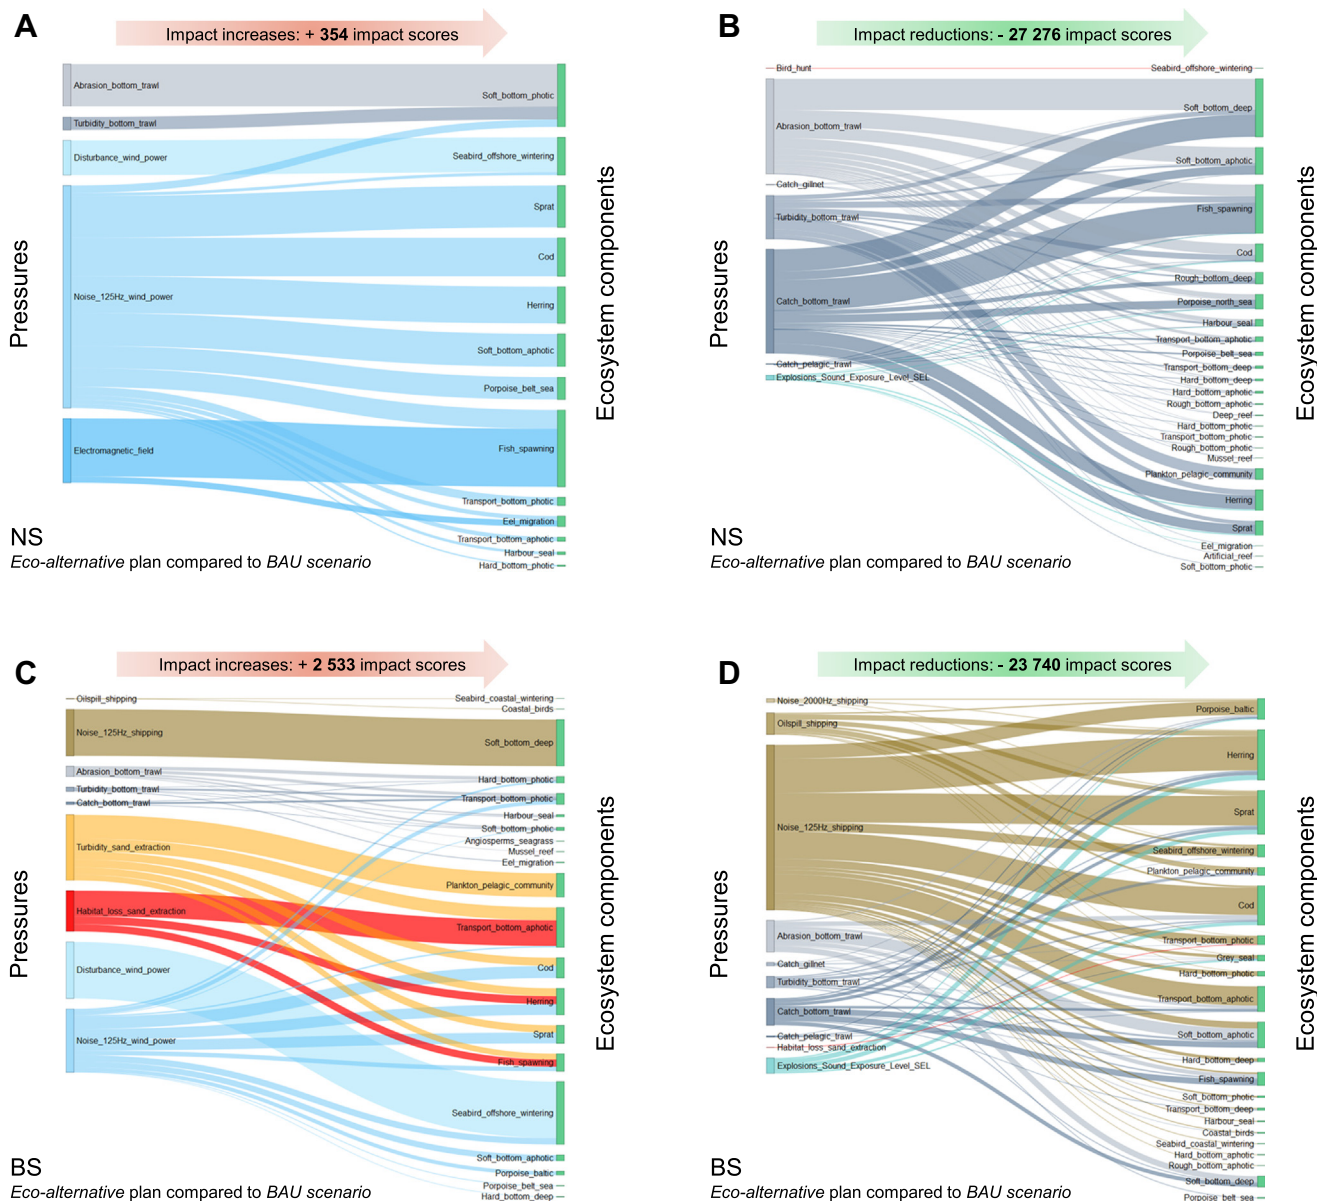 A
Impact increases: + 354 impact scores
Pressures
Abrasion_bottom_trawl
Turbidity_bottom_trawl
Disturbance_wind_power
Noise_125Hz_wind_power
Electromagnetic_field
Soft_bottom_photic
Seabird_offshore_wintering
Sprat
Cod
Herring
Soft_bottom_aphotic
Porpoise_belt_sea
Fish_spawning
Transport_bottom_photic
Eel_migration
Transport_bottom_aphotic
Harbour_seal
Hard_bottom_photic
Ecosystem components
NS
Eco-alternative plan compared to BAU scenario
B
Impact reductions: - 27 276 impact scores
Pressures
Bird_hunt
Abrasion_bottom_trawl
Catch_gillnet
Turbidity_bottom_trawl
Catch_bottom_trawl
Catch_pelagic_trawl
Explosions_Sound_Exposure_Level_SEL
Seabird_offshore_wintering
Soft_bottom_deep
Soft_bottom_aphotic
Fish_spawning
Cod
Rough_bottom_deep
Porpoise_north_sea
Harbour_seal
Transport_bottom_aphotic
Porpoise_belt_sea
Transport_bottom_deep
Hard_bottom_deep
Hard_bottom_aphotic
Rough_bottom_aphotic
Deep_reef
Hard_bottom_photic
Transport_bottom_photic
Rough_bottom_photic
Mussel_reef
Plankton_pelagic_community
Herring
Sprat
Eel_migration
Artificial_reef
Soft_bottom_photic
Ecosystem components
NS
Eco-alternative plan compared to BAU scenario
C
Impact increases: + 2 533 impact scores
Pressures
Oilspill_shipping
Noise_125Hz_shipping
Abrasion_bottom_trawl
Turbidity_bottom_trawl
Catch_bottom_trawl
Turbidity_sand_extraction
Habitat_loss_sand_extraction
Disturbance_wind_power
Noise_125Hz_wind_power
Seabird_coastal_wintering
Coastal_birds
Soft_bottom_deep
Hard_bottom_photic
Transport_bottom_photic
Harbour_seal
Soft_bottom_photic
Angiosperms_seagrass
Mussel_reef
Eel_migration
Plankton_pelagic_community
Transport_bottom_aphotic
Cod
Herring
Sprat
Fish_spawning
Seabird_offshore_wintering
Soft_bottom_aphotic
Porpoise_baltic
Porpoise_belt_sea
Hard_bottom_deep
Ecosystem components
BS
Eco-alternative plan compared to BAU scenario
D
Impact reductions: - 23 740 impact scores
Pressures
Noise_2000Hz_shipping
Oilspill_shipping
Noise_125Hz_shipping
Abrasion_bottom_trawl
Catch_gillnet
Turbidity_bottom_trawl
Catch_bottom_trawl
Catch_pelagic_trawl
Habitat_loss_sand_extraction
Explosions_Sound_Exposure_Level_SEL
Porpoise_baltic
Herring
Sprat
Seabird_offshore_wintering
Plankton_pelagic_community
Cod
Transport_bottom_photic
Grey_seal
Hard_bottom_photic
Transport_bottom_aphotic
Soft_bottom_aphotic
Hard_bottom_deep
Fish_spawning
Soft_bottom_photic
Transport_bottom_deep
Harbour_seal
Coastal_birds
Seabird_coastal_wintering
Hard_bottom_aphotic
Rough_bottom_aphotic
Soft_bottom_deep
Porpoise_belt_sea
Ecosystem components
BS
Eco-alternative plan compared to BAU scenario